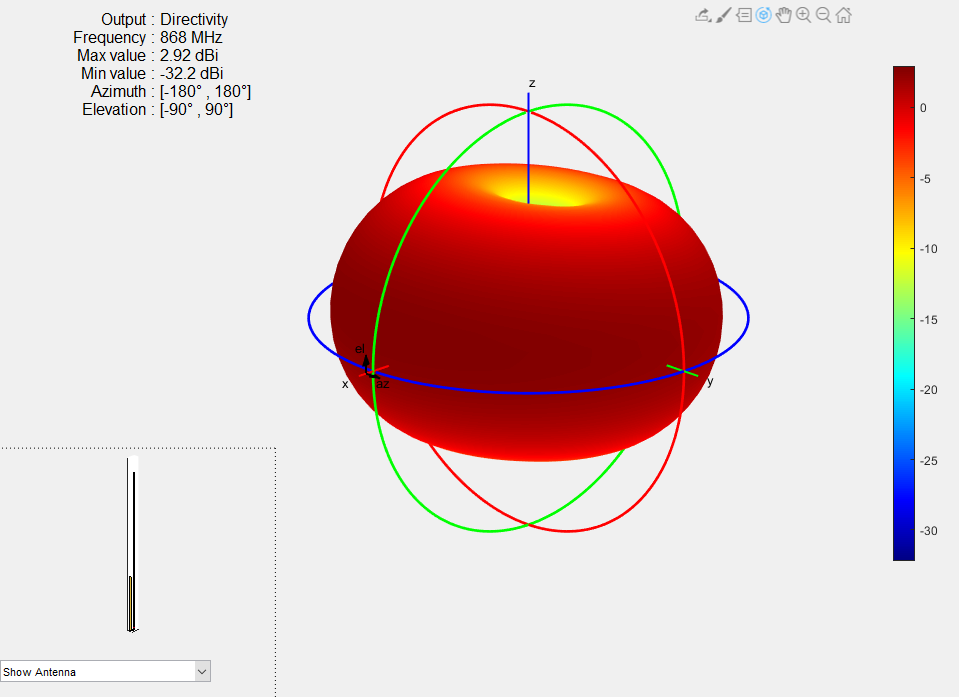 Output : Directivity
Frequency : 868 MHz
Max value : 2.92 dBi
Min value : -32.2 dBi
Azimuth : [-180° , 180°]
Elevation : [-90° , 90°]
z
0
-5
-10
-15
-20
-25
-30
el
x
az
y
Show Antenna